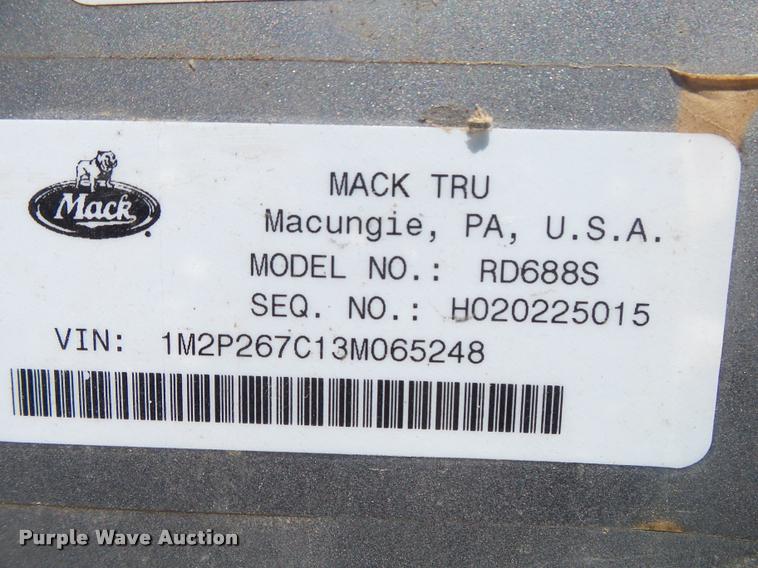 Mack
MACK TRU
Macungie, PA, U.S.A.
MODEL NO.: RD688S
SEQ. NO.: H020225015
VIN: 1M2P267C13M065248
Purple Wave Auction